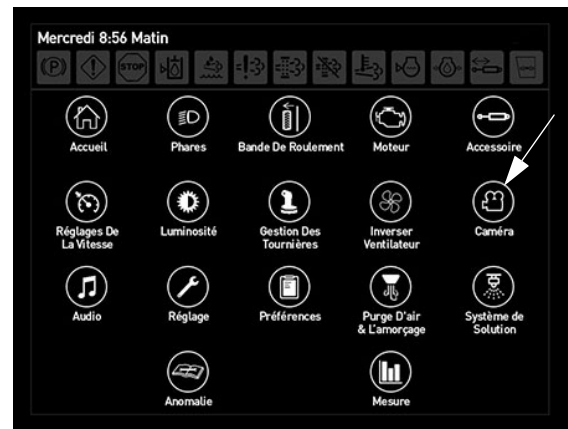 Mercredi 8:56 Matin
(P) STOP
Accueil Phares Bande De Roulement Moteur Accessoire
Réglages De La Vitesse Luminosité Gestion Des Tournières Inverser Ventilateur Caméra
Audio Réglage Préférences Purge D'air & L'amorçage Système de Solution
Anomalie Mesure